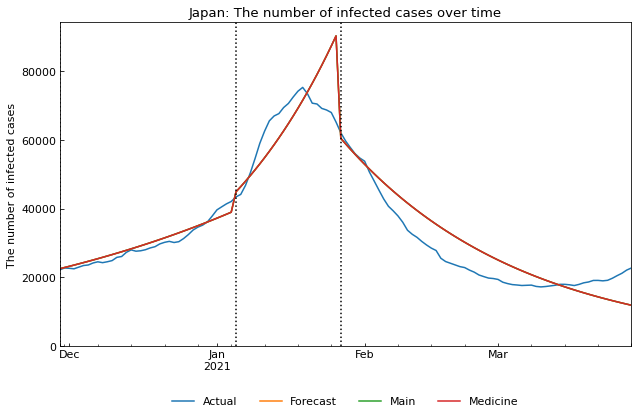 Japan: The number of infected cases over time
The number of infected cases
80000
60000
40000
20000
0
Dec Jan Feb Mar
2021
Actual Forecast Main Medicine